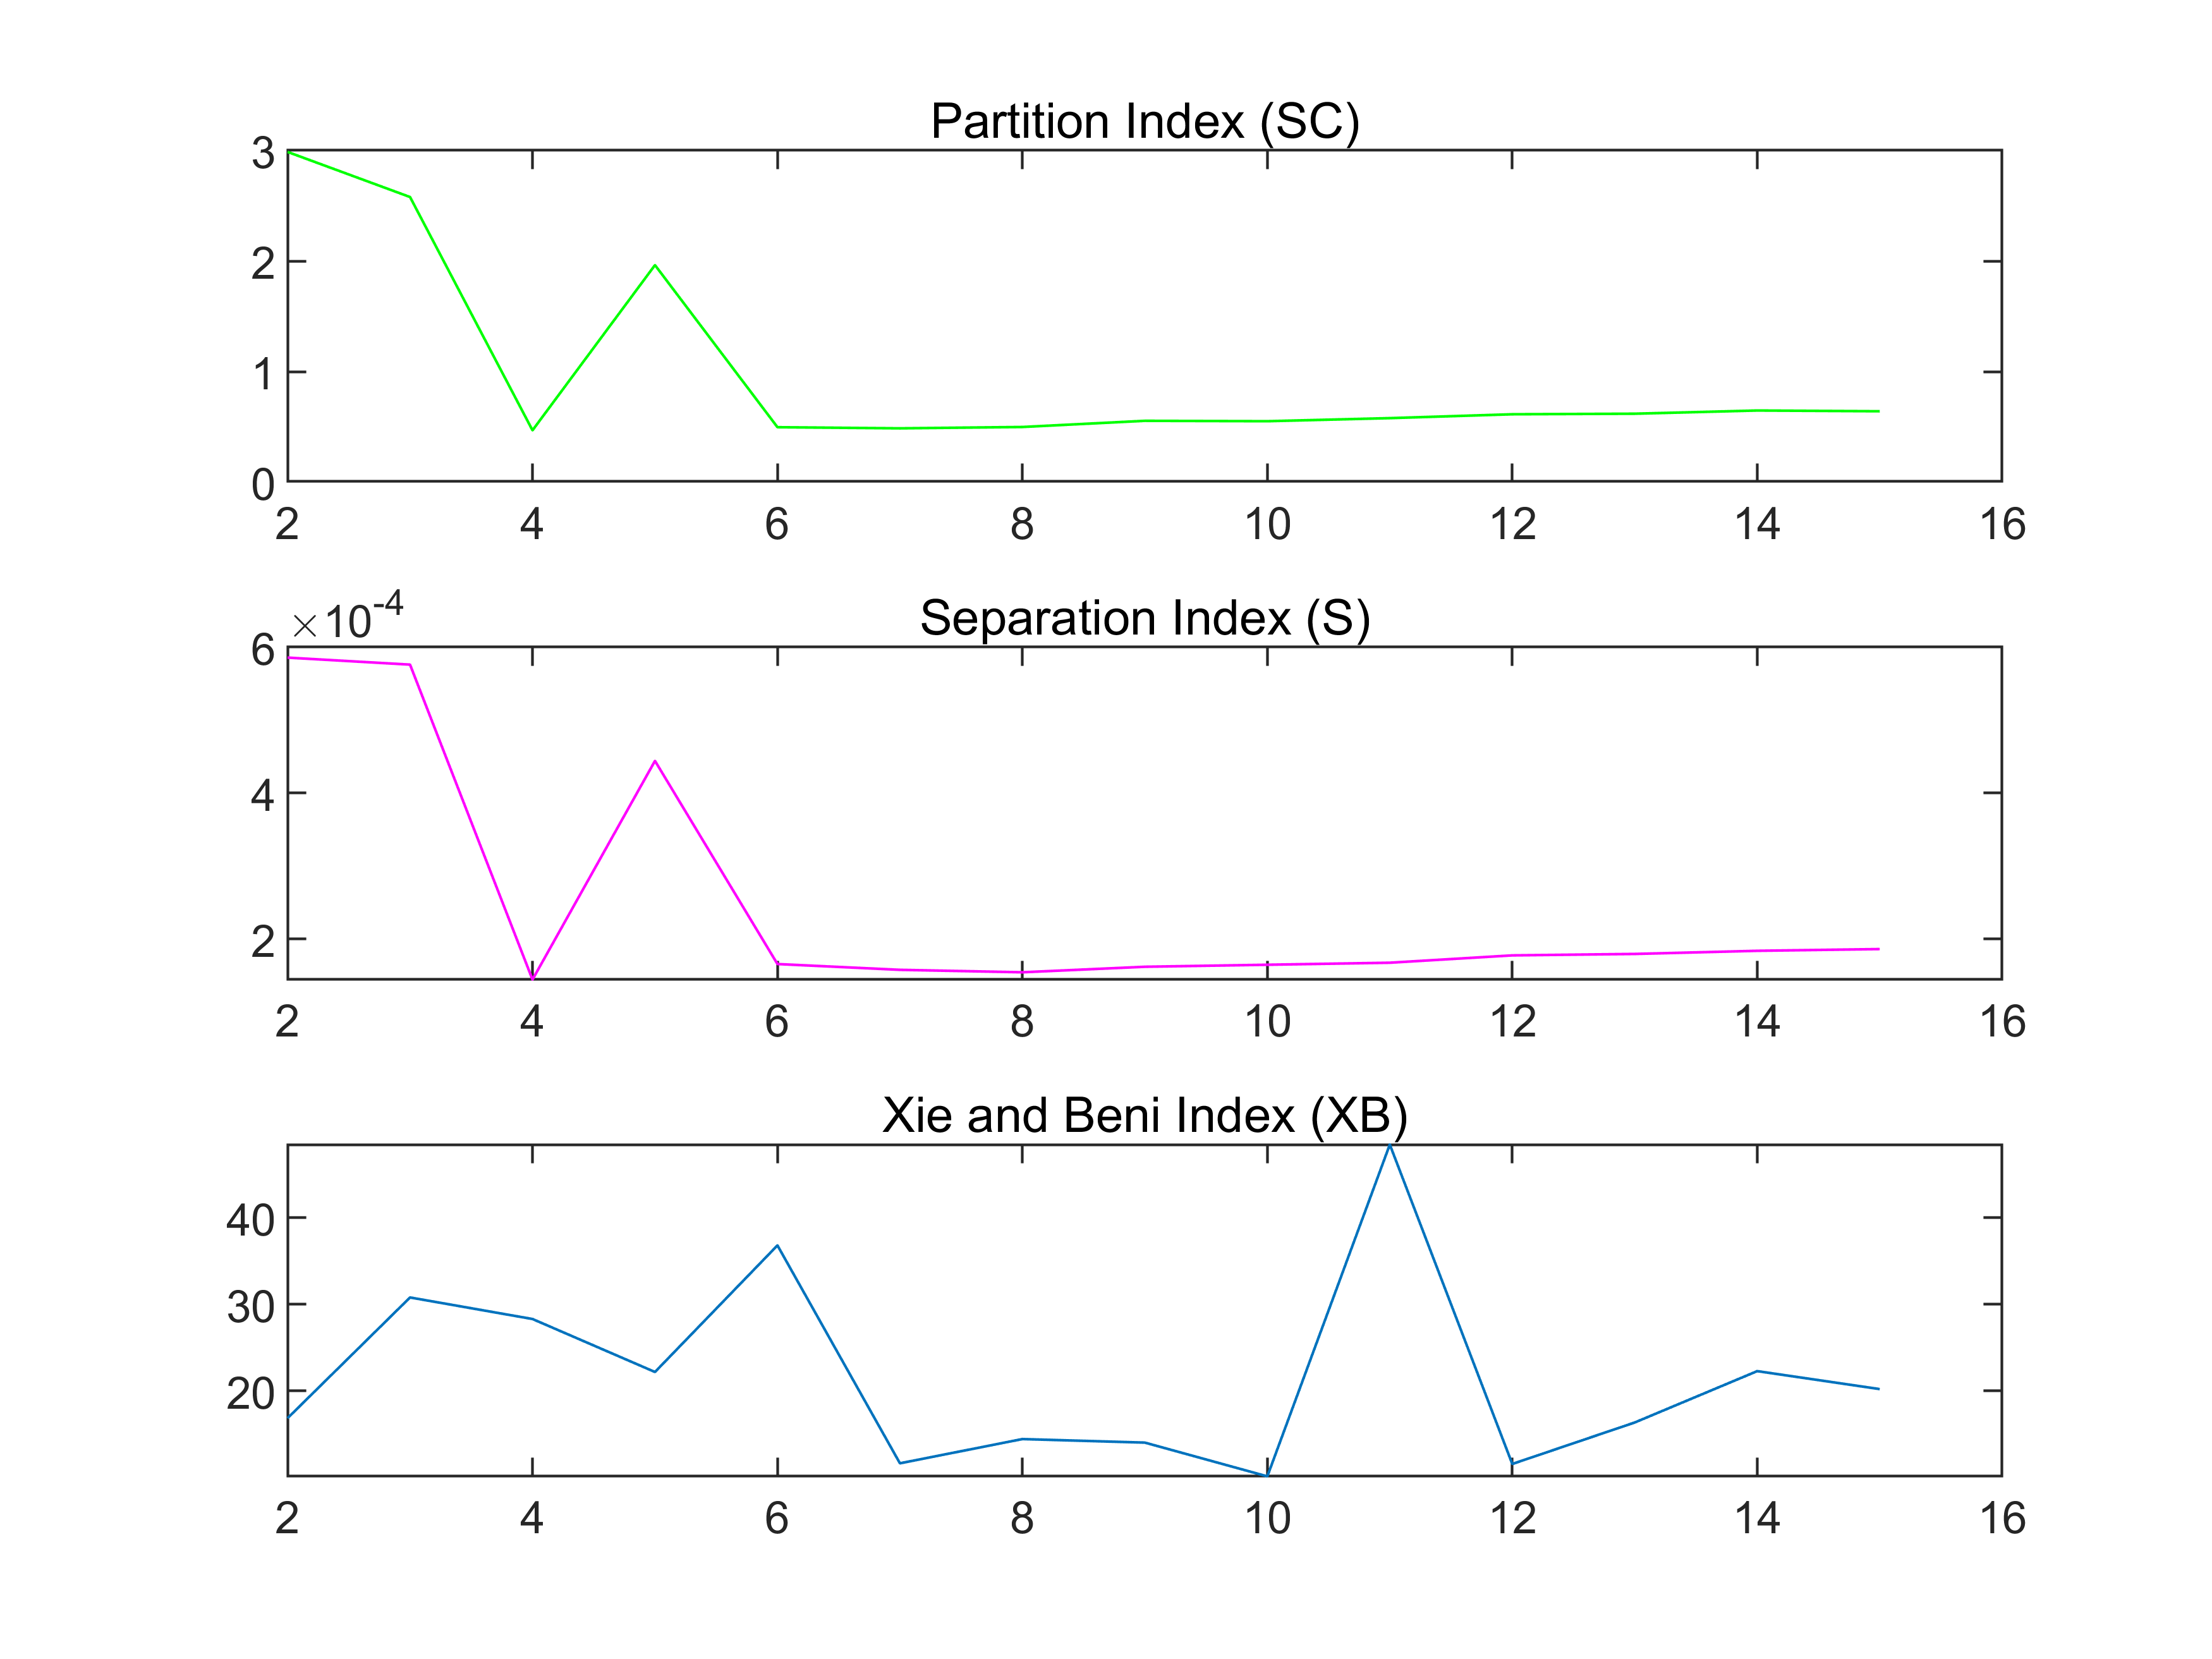 Partition Index (SC)
3
2
1
0
2 4 6 8 10 12 14 16
Separation Index (S)
×10-4
6
4
2
2 4 6 8 10 12 14 16
Xie and Beni Index (XB)
40
30
20
2 4 6 8 10 12 14 16